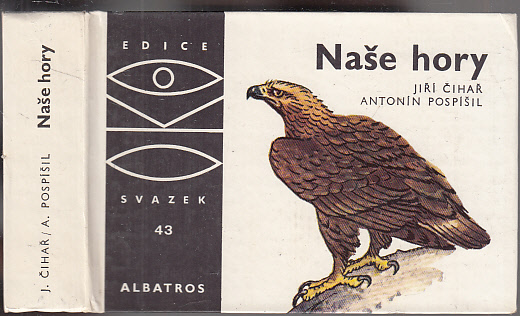 J. ČIHAŘ / A. POSPÍŠIL Naše hory
EDICE
SVAZEK
43
ALBATROS
Naše hory
JIŘÍ ČIHAŘ
ANTONÍN POSPÍŠIL